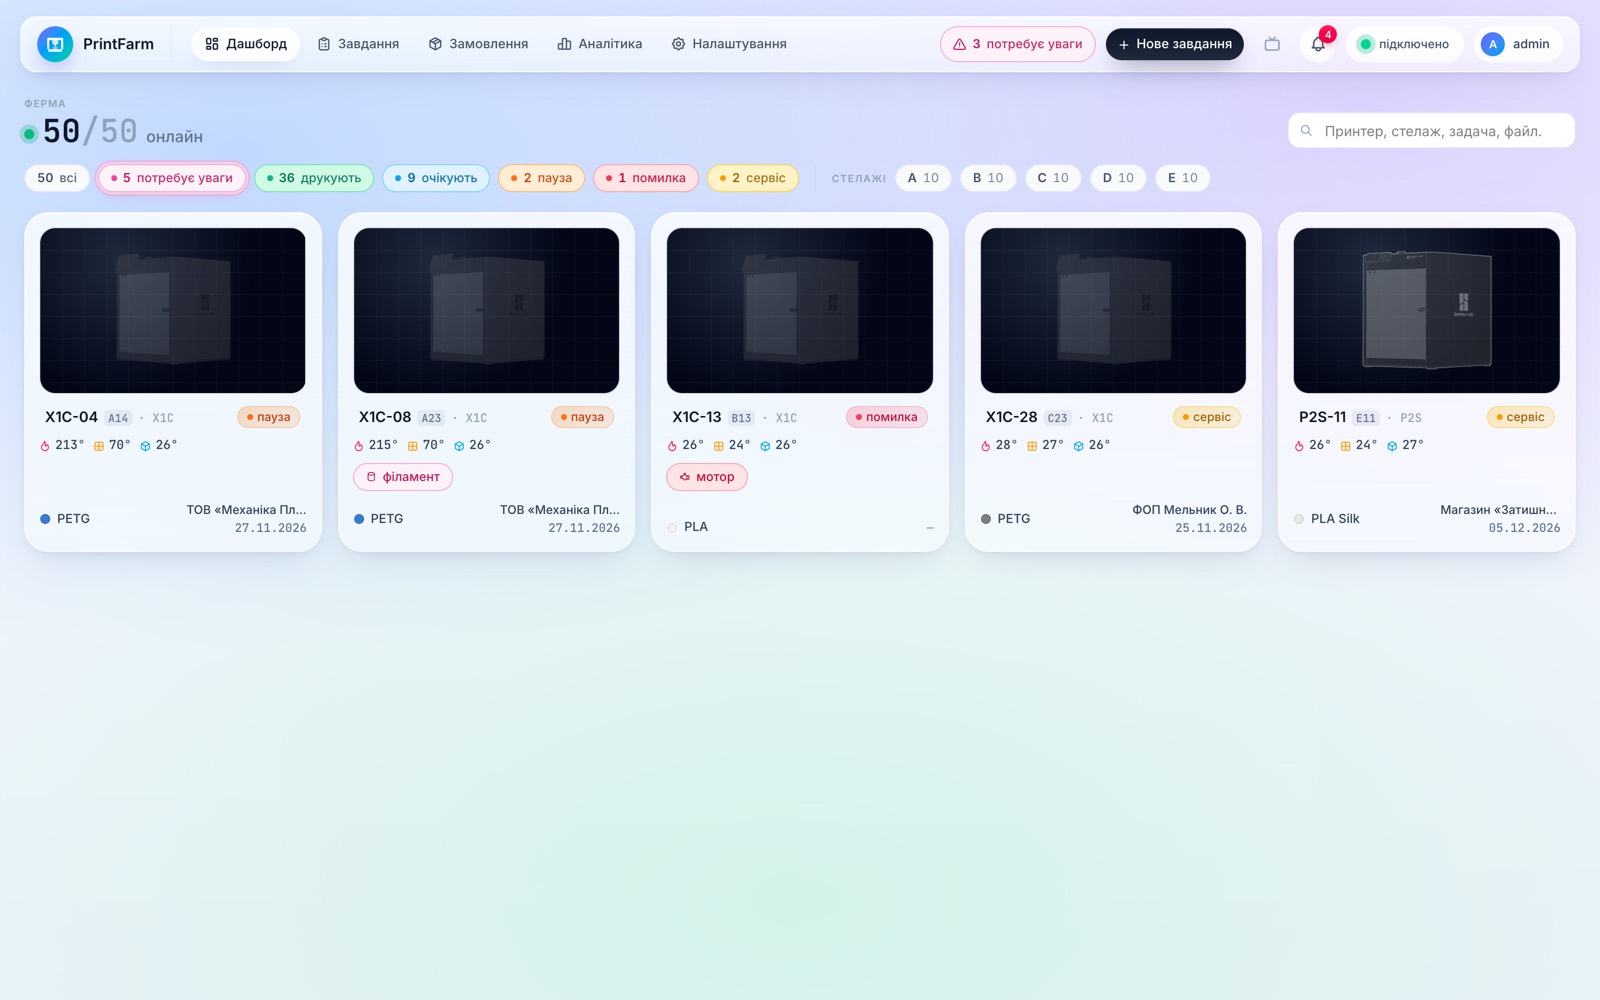 PrintFarm
Дашборд
Завдання
Замовлення
Аналітика
Налаштування
3 потребує уваги
+ Нове завдання
4
підключено
A admin
ФЕРМА
50/50 онлайн
Принтер, стелаж, задача, файл.
50 всі
5 потребує уваги
36 друкують
9 очікують
2 пауза
1 помилка
2 сервіс
СТЕЛАЖІ
A 10
B 10
C 10
D 10
E 10
X1C-04 A14 · X1C
пауза
213° 70° 26°
PETG
ТОВ «Механіка Пл...
27.11.2026
X1C-08 A23 · X1C
пауза
215° 70° 26°
філамент
PETG
ТОВ «Механіка Пл...
27.11.2026
X1C-13 B13 · X1C
помилка
26° 24° 26°
мотор
PLA
—
X1C-28 C23 · X1C
сервіс
28° 27° 26°
PETG
ФОП Мельник О. В.
25.11.2026
P2S-11 E11 · P2S
сервіс
26° 24° 27°
PLA Silk
Магазин «Затишн...
05.12.2026